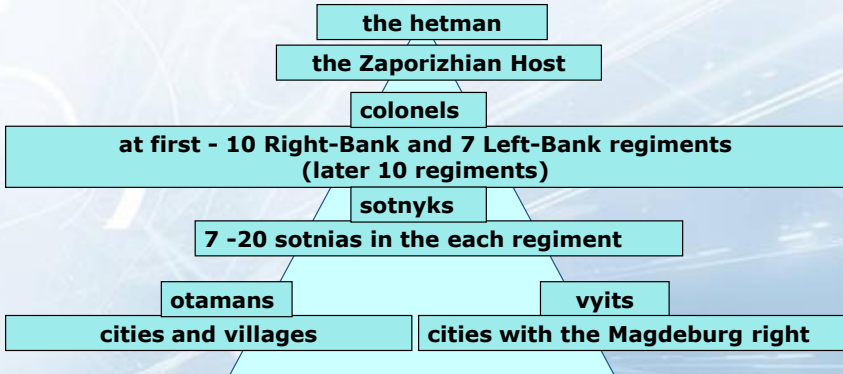 the hetman
the Zaporizhian Host
colonels
at first - 10 Right-Bank and 7 Left-Bank regiments
(later 10 regiments)
sotnyks
7 -20 sotnias in the each regiment
otamans
cities and villages
vyits
cities with the Magdeburg right